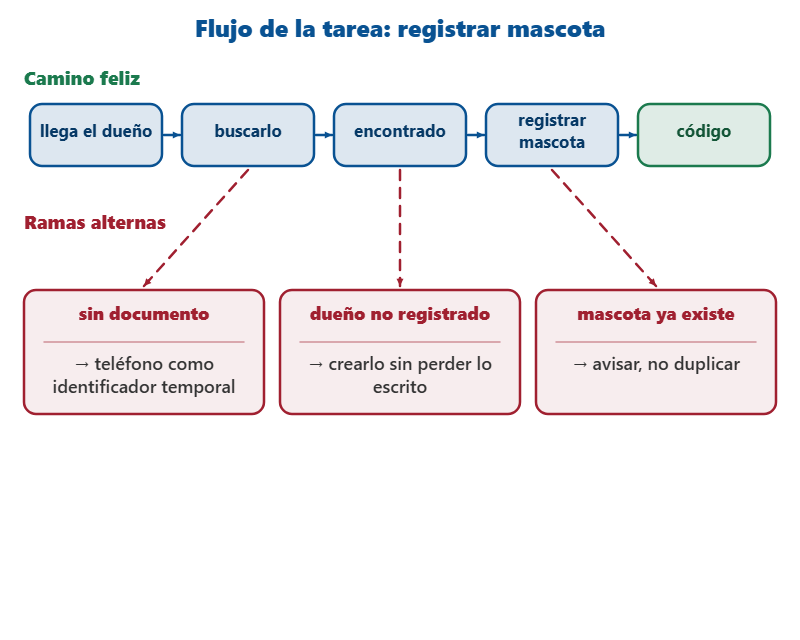 Flujo de la tarea: registrar mascota
Camino feliz
llega el dueño
buscarlo
encontrado
registrar
mascota
código
Ramas alternas
sin documento
→ teléfono como
identificador temporal
dueño no registrado
→ crearlo sin perder lo
escrito
mascota ya existe
→ avisar, no duplicar